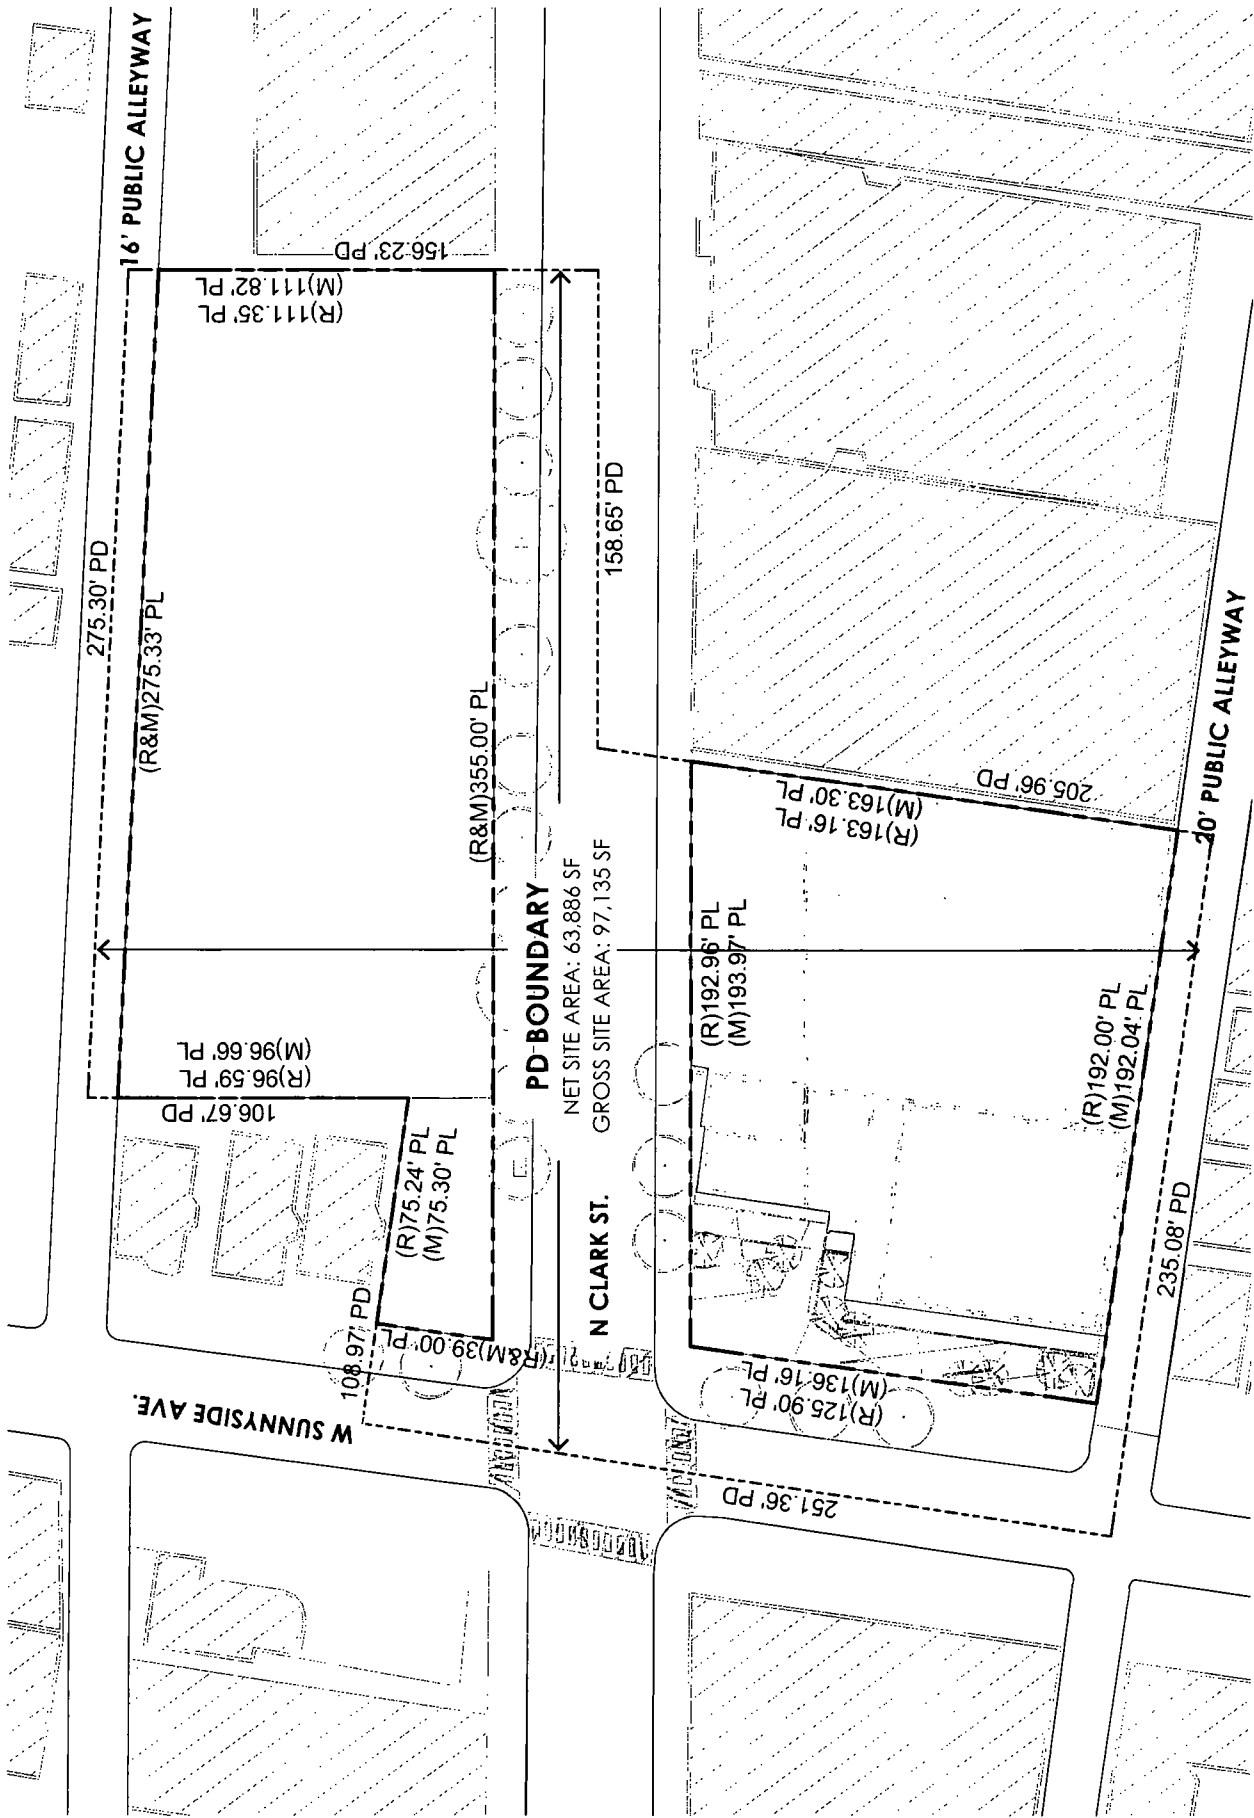 16' PUBLIC ALLEYWAY
156.23' PD
(M)111.82' PL
(R)111.35' PL
275.30' PD
(R&M)275.33' PL
158.65' PD
(R&M)355.00' PL
20' PUBLIC ALLEYWAY
205.96' PD
(M)163.30' PL
(R)163.16' PL
PD BOUNDARY
NET SITE AREA: 63,886 SF
GROSS SITE AREA: 97,135 SF
(R)192.96' PL
(M)193.97' PL
(M)96.66' PL
(R)96.59' PL
106.67' PD
(R)192.00' PL
(M)192.04' PL
(R)75.24' PL
(M)75.30' PL
N CLARK ST.
235.08' PD
108.97' PD
(R&M)39.00' PL
(M)136.16' PL
(R)125.90' PL
W SUNNYSIDE AVE.
251.36' PD